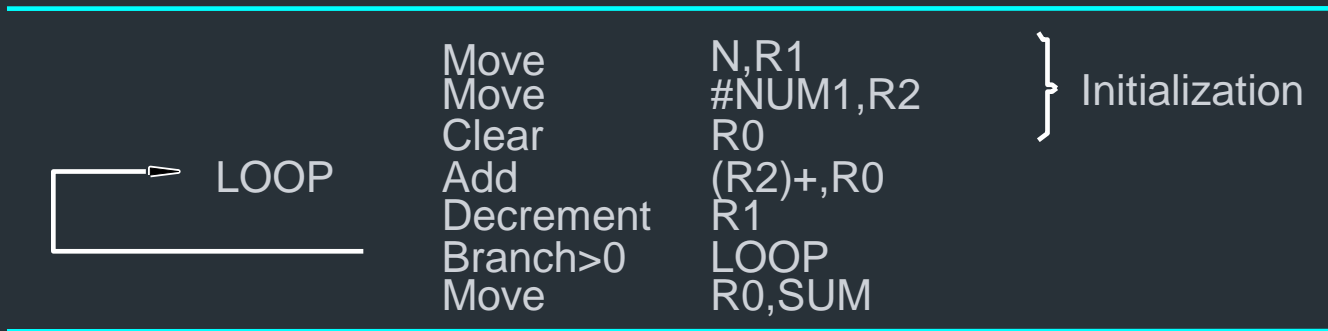 Move N,R1
Move #NUM1,R2 Initialization
Clear R0
LOOP Add (R2)+,R0
Decrement R1
Branch>0 LOOP
Move R0,SUM